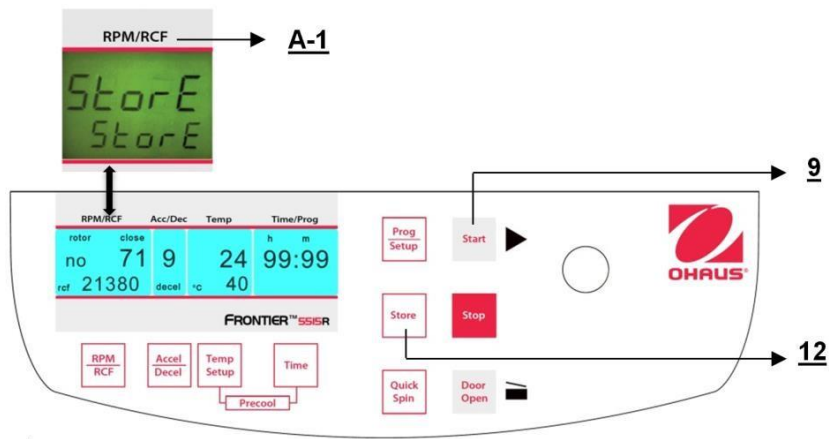 RPM/RCF
A-1
StorE
StorE
9
RPM/RCF Acc/Dec Temp Time/Prog
rotor close h m
no 71 9 24 99:99
rcf 21380 decel °c 40
FRONTIER™ 5515R
Prog
Setup
Start
OHAUS®
Store
Stop
12
RPM
RCF
Accel
Decel
Temp
Setup
Time
Precool
Quick
Spin
Door
Open